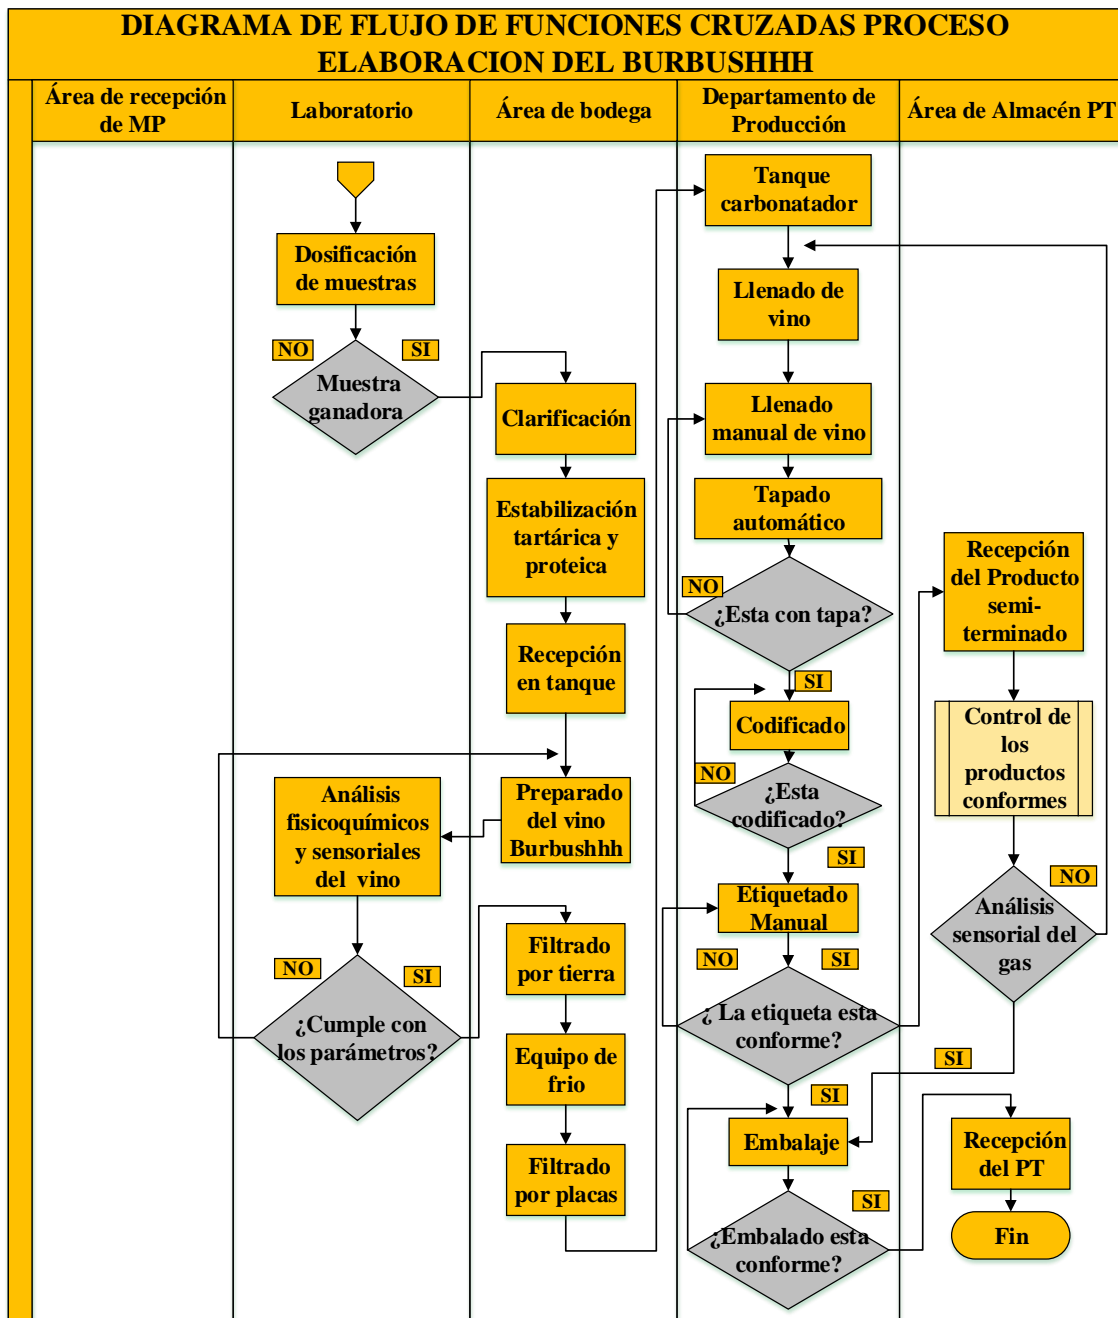 DIAGRAMA DE FLUJO DE FUNCIONES CRUZADAS PROCESO
ELABORACION DEL BURBUSHHH
Área de recepción
de MP
Laboratorio
Área de bodega
Departamento de
Producción
Área de Almacén PT
Dosificación
de muestras
NO
SI
Muestra
ganadora
Análisis
fisicoquímicos
y sensoriales
del vino
NO
SI
¿Cumple con
los parámetros?
Clarificación
Estabilización
tartárica y
proteica
Recepción
en tanque
Preparado
del vino
Burbushhh
Filtrado
por tierra
Equipo de
frio
Filtrado
por placas
Tanque
carbonatador
Llenado de
vino
Llenado
manual de vino
Tapado
automático
NO
¿Esta con tapa?
SI
Codificado
NO
¿Esta
codificado?
SI
Etiquetado
Manual
NO
SI
¿ La etiqueta esta
conforme?
SI
Embalaje
SI
¿Embalado esta
conforme?
Recepción
del Producto
semi-
terminado
Control de
los
productos
conformes
NO
Análisis
sensorial del
gas
SI
Recepción
del PT
Fin